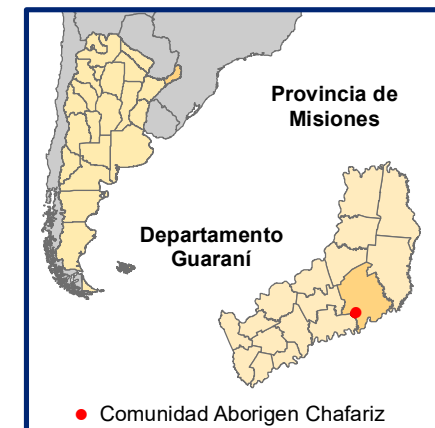 Provincia de
Misiones
Departamento
Guaraní
Comunidad Aborigen Chafariz